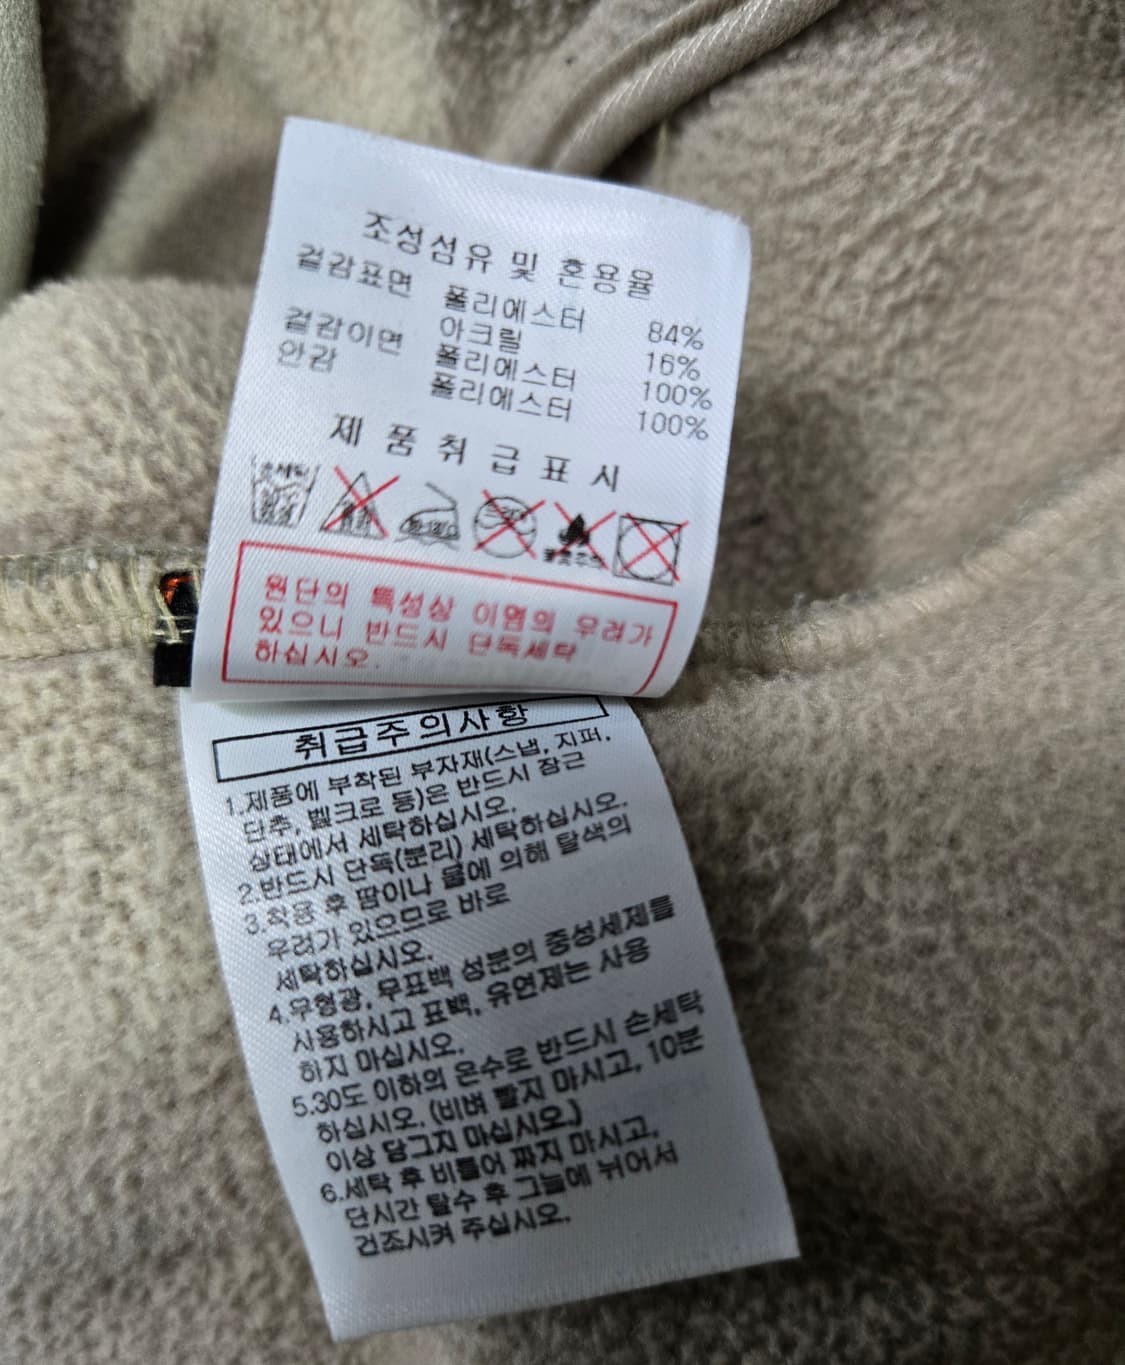 조성섬유 및 혼용율
겉감표면 폴리에스터 84%
아크릴 16%
겉감이면 폴리에스터 100%
안감 폴리에스터 100%
제 품 취 급 표 시
손세탁
원단의 특성상 이염의 우려가
있으니 반드시 단독세탁
하십시오.
취급주의사항
1.제품에 부착된 부자재(스냅, 지퍼,
단추, 벨크로 등)은 반드시 잠근
상태에서 세탁하십시오.
2.반드시 단독(분리) 세탁하십시오.
3.착용 후 땀이나 물에 의해 탈색의
우려가 있으므로 바로
세탁하십시오.
4.무형광, 무표백 성분의 중성세제를
사용하시고 표백, 유연제는 사용
하지 마십시오.
5.30도 이하의 온수로 반드시 손세탁
하십시오. (비벼 빨지 마시고, 10분
이상 담그지 마십시오.)
6.세탁 후 비틀어 짜지 마시고,
단시간 탈수 후 그늘에 뉘어서
건조시켜 주십시오.